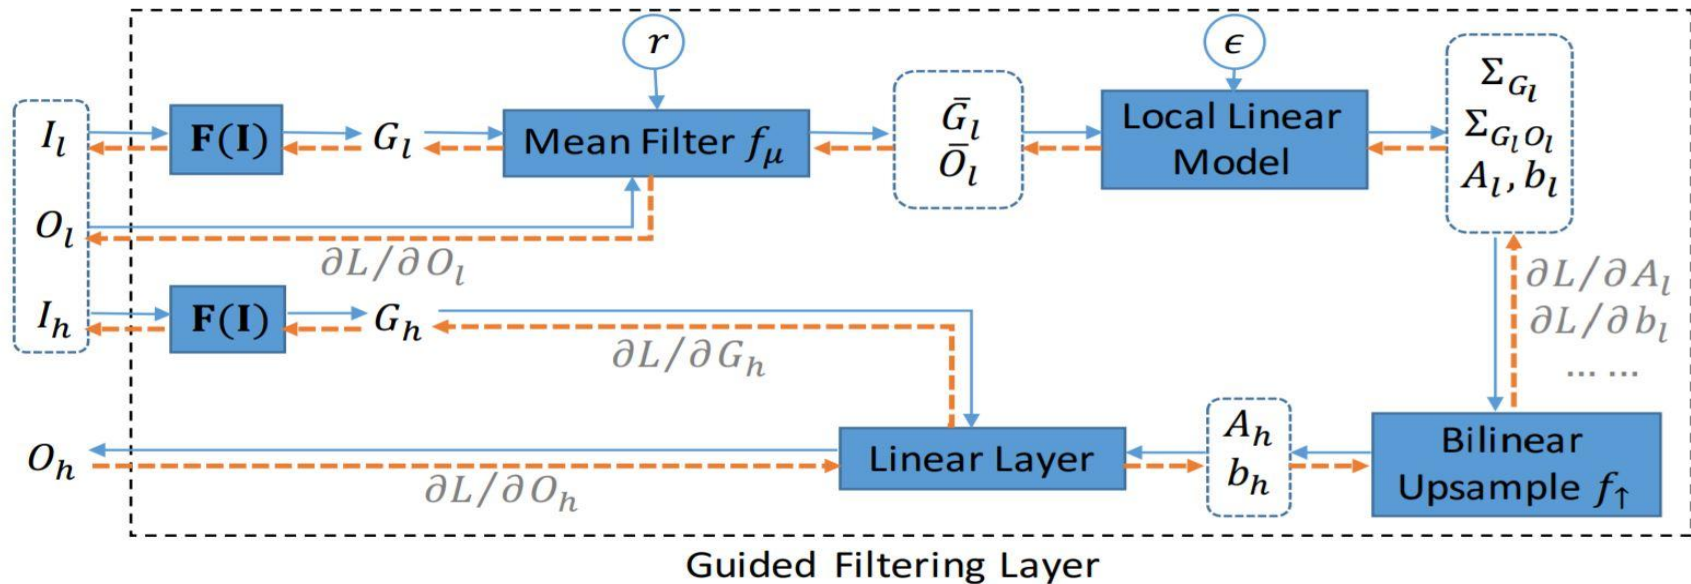 r
ϵ
I_l
F(I)
G_l
Mean Filter f_μ
Ḡ_l
Ō_l
Local Linear
Model
Σ_{G_l}
Σ_{G_l O_l}
A_l, b_l
O_l
∂L/∂O_l
I_h
F(I)
G_h
∂L/∂G_h
∂L/∂A_l
∂L/∂b_l
... ...
O_h
∂L/∂O_h
Linear Layer
A_h
b_h
Bilinear
Upsample f_↑
Guided Filtering Layer